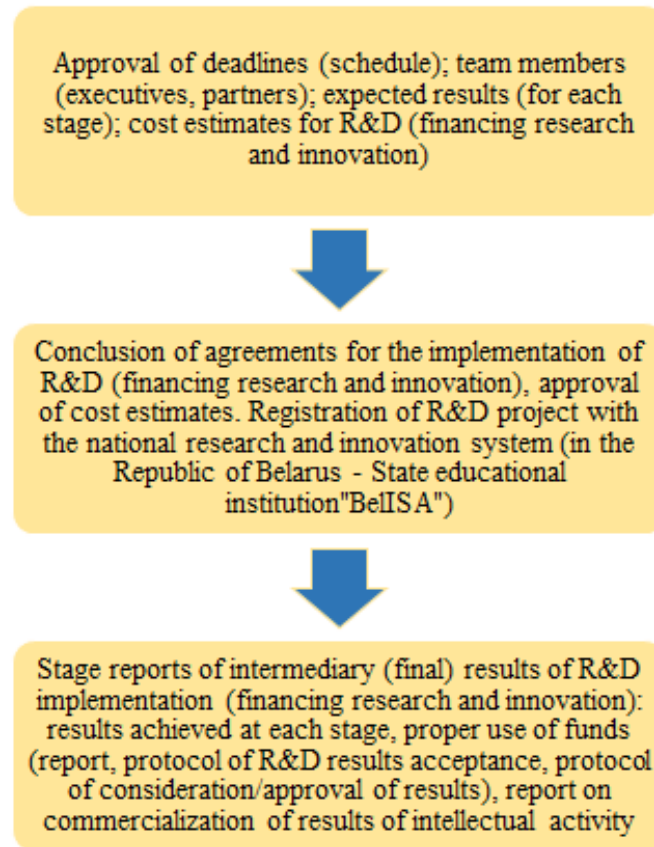 Approval of deadlines (schedule); team members
(executives, partners); expected results (for each
stage); cost estimates for R&D (financing research
and innovation)
Conclusion of agreements for the implementation of
R&D (financing research and innovation), approval
of cost estimates. Registration of R&D project with
the national research and innovation system (in the
Republic of Belarus - State educational
institution"BelISA")
Stage reports of intermediary (final) results of R&D
implementation (financing research and innovation):
results achieved at each stage, proper use of funds
(report, protocol of R&D results acceptance, protocol
of consideration/approval of results), report on
commercialization of results of intellectual activity